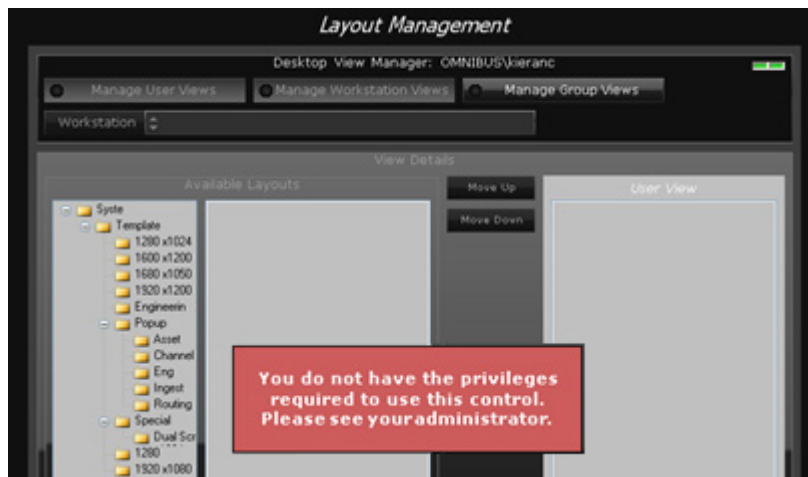 Layout Management
Desktop View Manager: OMNIBUS\kieranc
Manage User Views
Manage Workstation Views
Manage Group Views
Workstation
View Details
Available Layouts
Move Up
User View
Move Down
Syste
Template
1280 x1024
1600 x1200
1680 x1050
1920 x1200
Engineerin
Popup
Asset
Channel
Eng
Ingest
Routing
Special
Dual Scr
1280
1920 x1080
You do not have the privileges
required to use this control.
Please see your administrator.